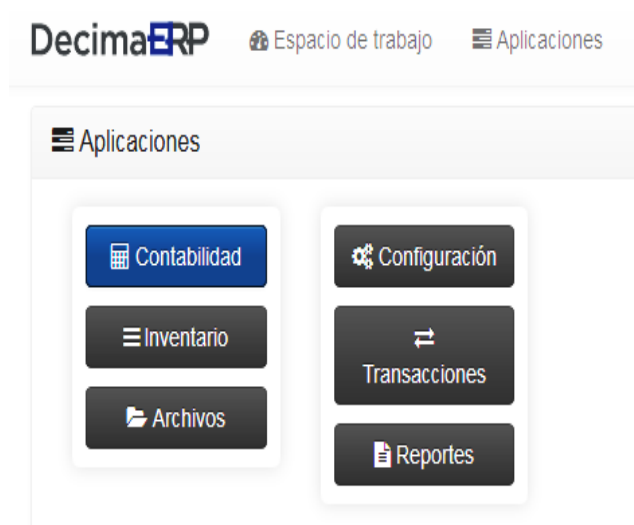 DecimaERP Espacio de trabajo Aplicaciones
Aplicaciones
Contabilidad
Inventario
Archivos
Configuración
Transacciones
Reportes